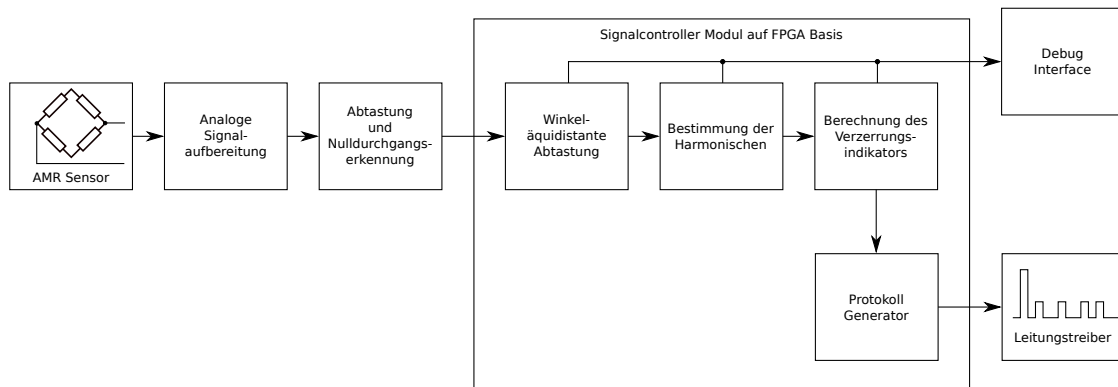 Signalcontroller Modul auf FPGA Basis
Debug
Interface
AMR Sensor
Analoge
Signal-
aufbereitung
Abtastung
und
Nulldurchgangs-
erkennung
Winkel-
äquidistante
Abtastung
Bestimmung der
Harmonischen
Berechnung des
Verzerrungs-
indikators
Protokoll
Generator
Leitungstreiber